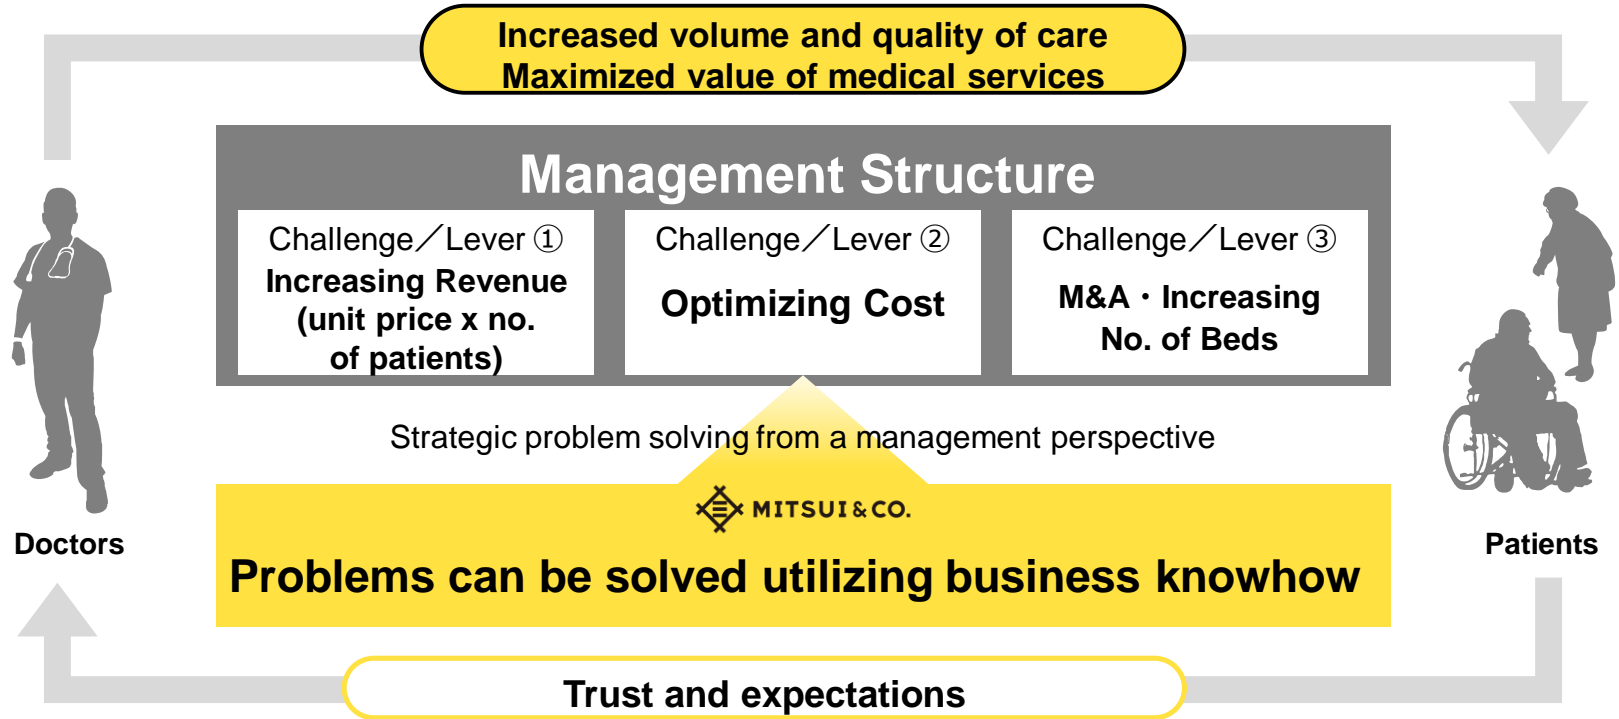 Increased volume and quality of care
Maximized value of medical services
Management Structure
Challenge／Lever ①
Increasing Revenue
(unit price x no.
of patients)
Challenge／Lever ②
Optimizing Cost
Challenge／Lever ③
M&A・Increasing
No. of Beds
Strategic problem solving from a management perspective
MITSUI & CO.
Problems can be solved utilizing business knowhow
Doctors
Patients
Trust and expectations